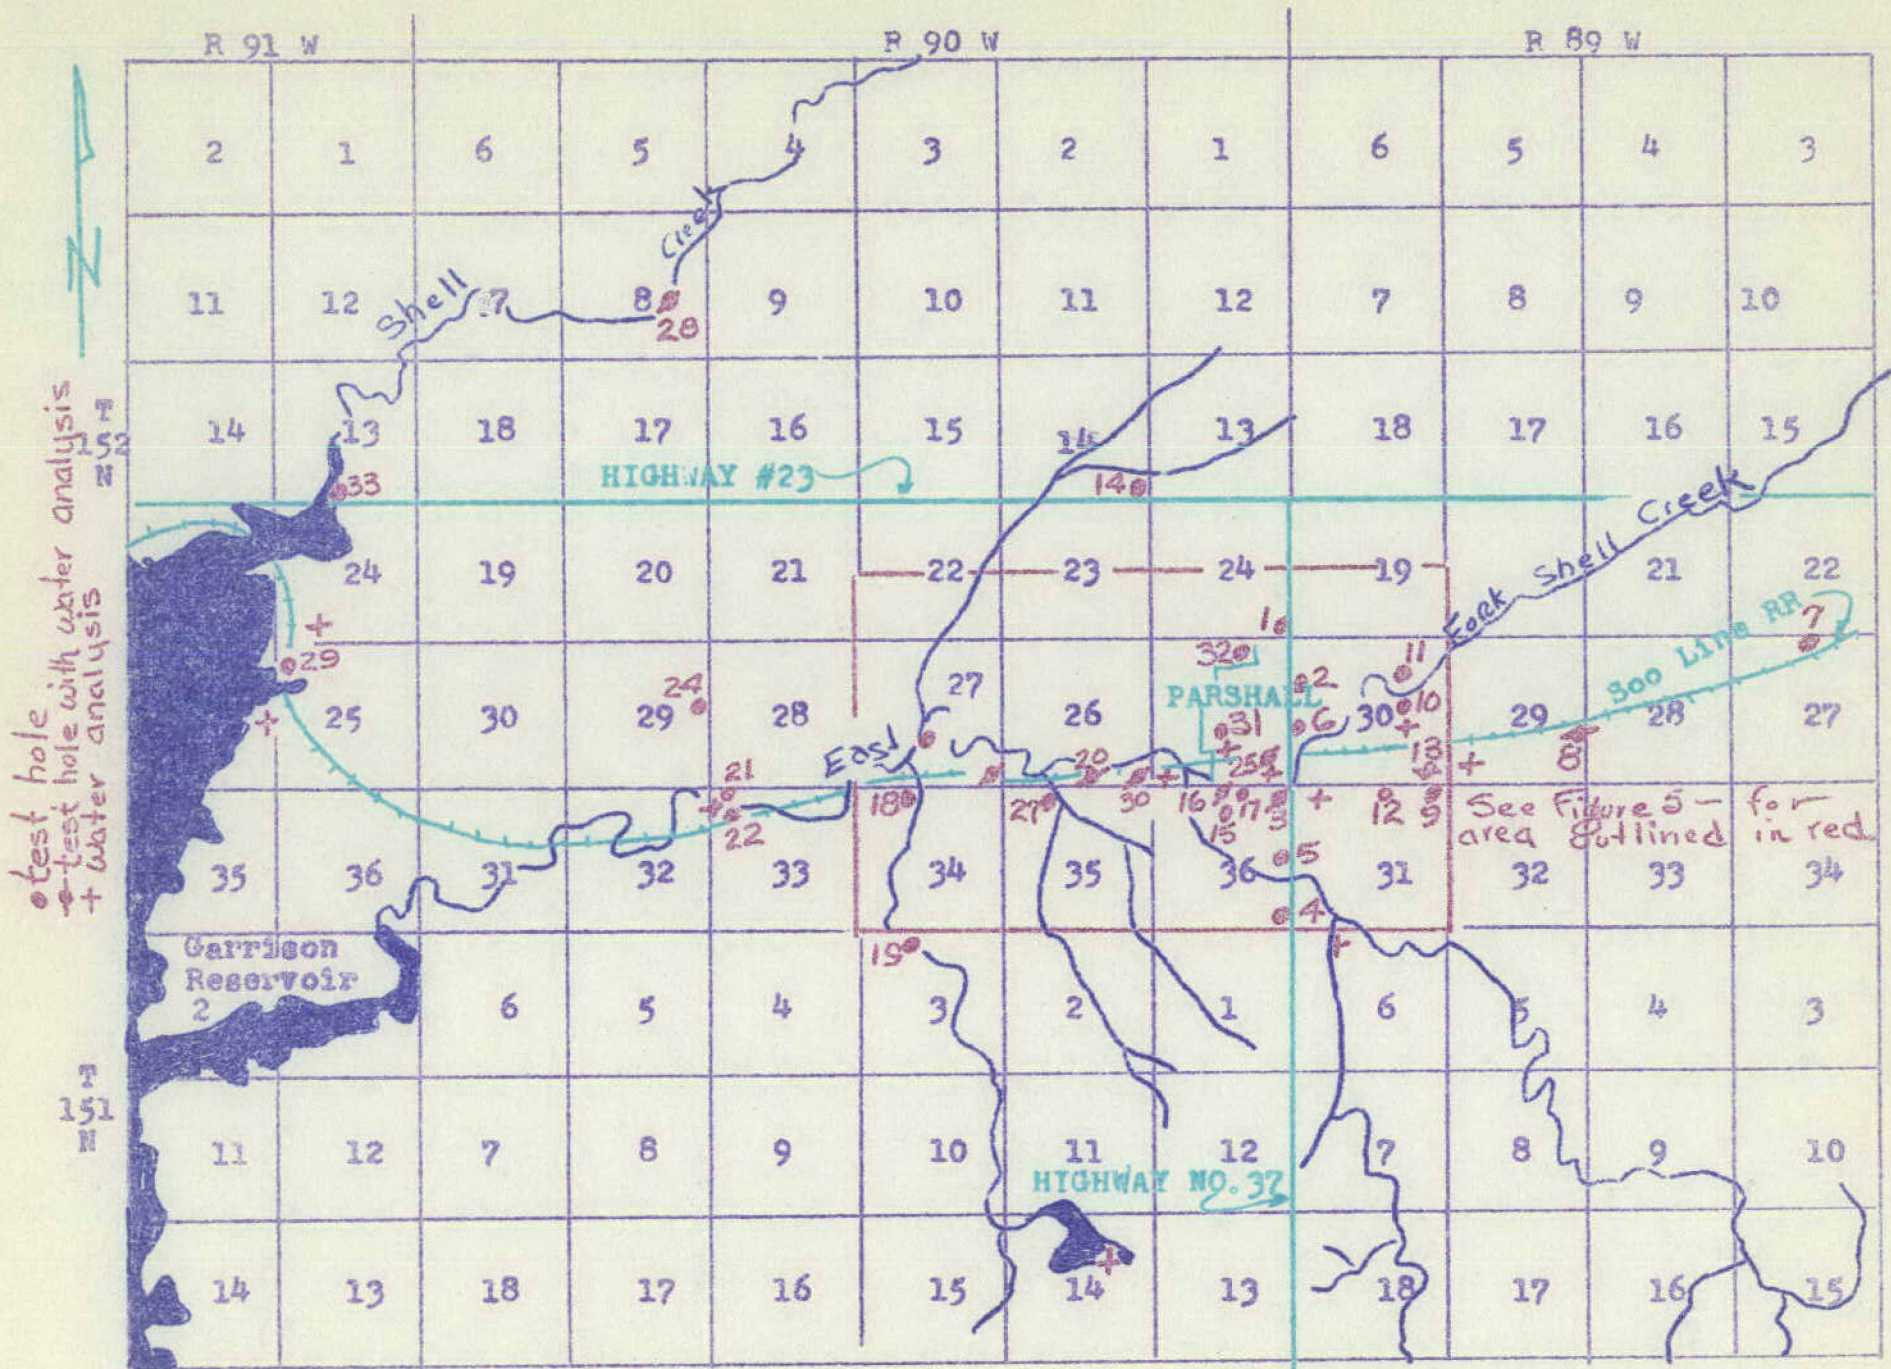 R 91 W R 90 W R 89 W
2 1 6 5 4 3 2 1 6 5 4 3
Creek
11 12 Shell 7 8 9 10 11 12 7 8 9 10
28
T
152
N
14 13 18 17 16 15 14 13 18 17 16 15
HIGHWAY #23
33 14
Creek
24 19 20 21 22 23 24 19 Shell 21 22
Fork
1 7
Soo Line RR
29 32 11
24 27 PARSHALL 2 10
25 30 29 28 26 31 6 30 29 28 27
East 20 25 13 8
21 18 27 30 16 17 3 12 9
22 15
See Figure 5 - for
area outlined in red
5
35 36 31 32 33 34 35 36 31 32 33 34
4
Garrison
Reservoir
19
2 6 5 4 3 2 1 6 5 4 3
T
151
N
11 12 7 8 9 10 11 12 7 8 9 10
HIGHWAY NO. 37
14 13 18 17 16 15 14 13 18 17 16 15
N
test hole
test hole with water analysis
+ water analysis